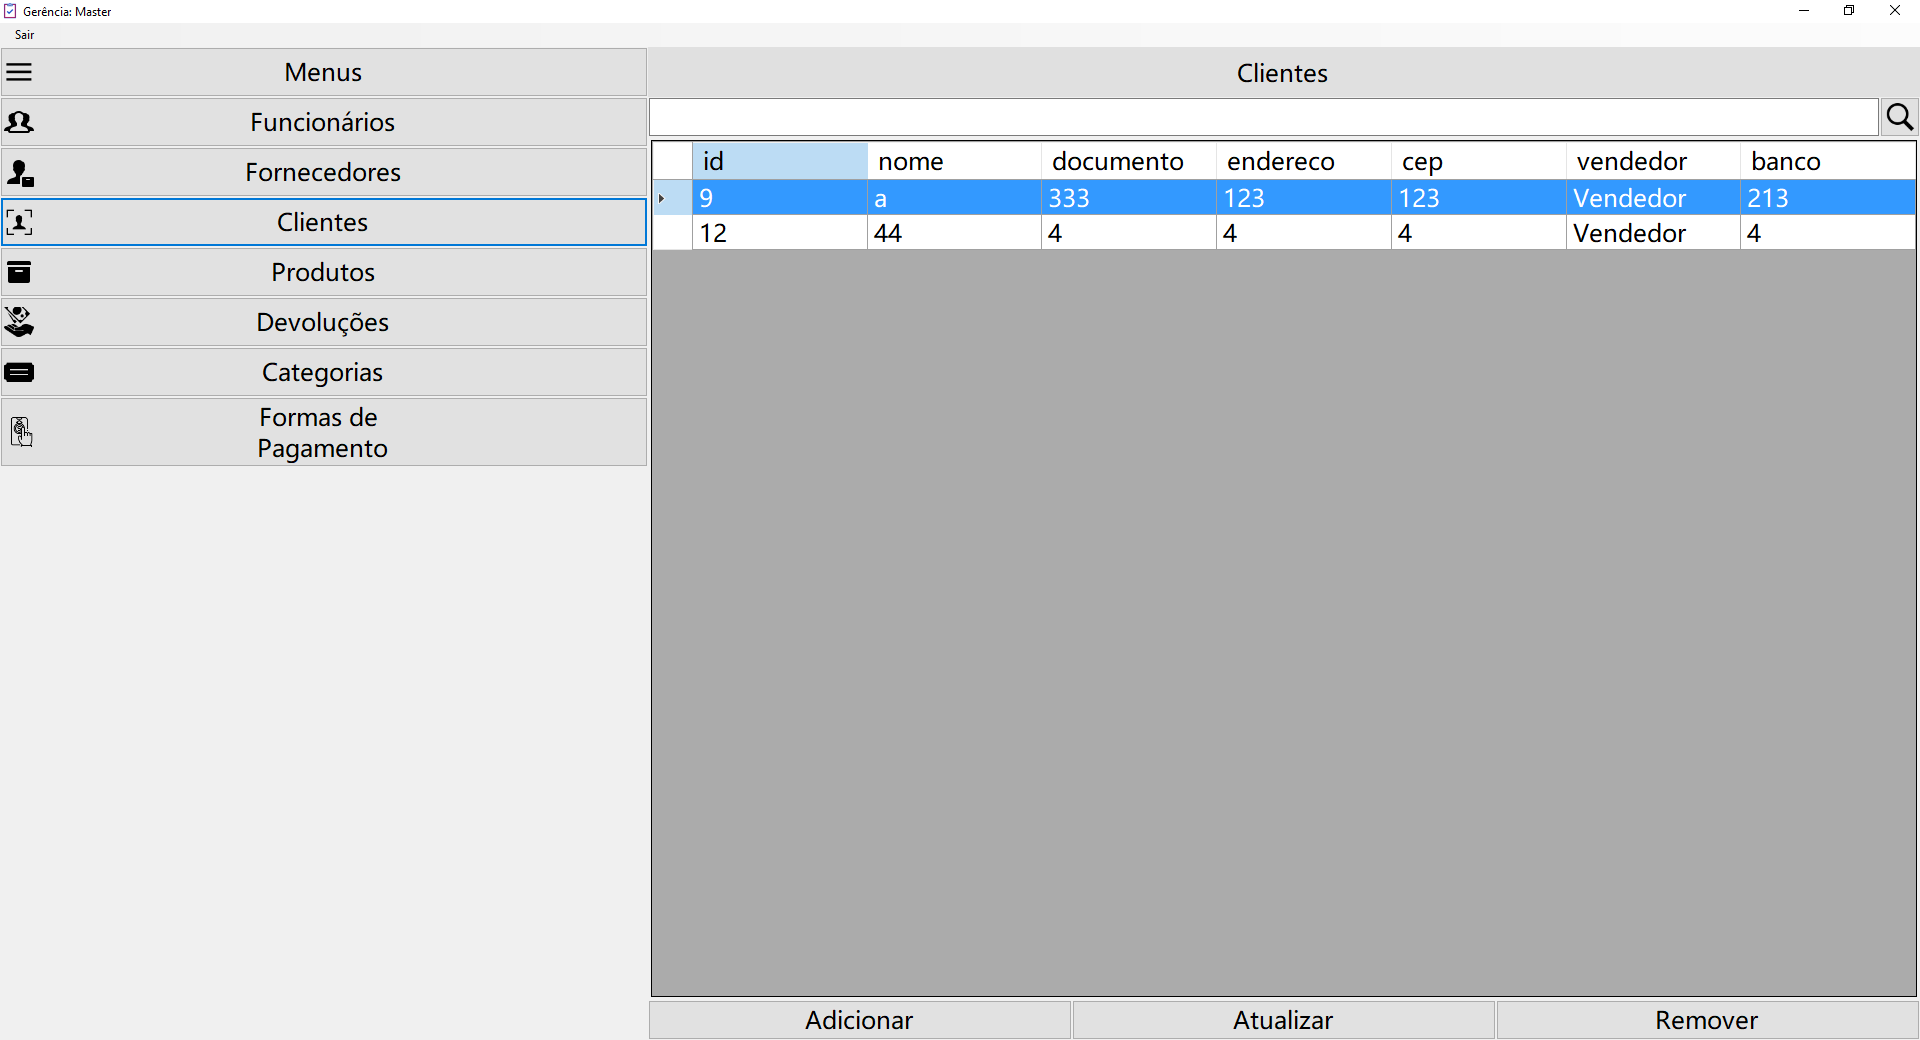 Gerência: Master
Sair
Menus
Funcionários
Fornecedores
Clientes
Produtos
Devoluções
Categorias
Formas de
Pagamento
Clientes
id nome documento endereco cep vendedor banco
9 a 333 123 123 Vendedor 213
12 44 4 4 4 Vendedor 4
Adicionar Atualizar Remover